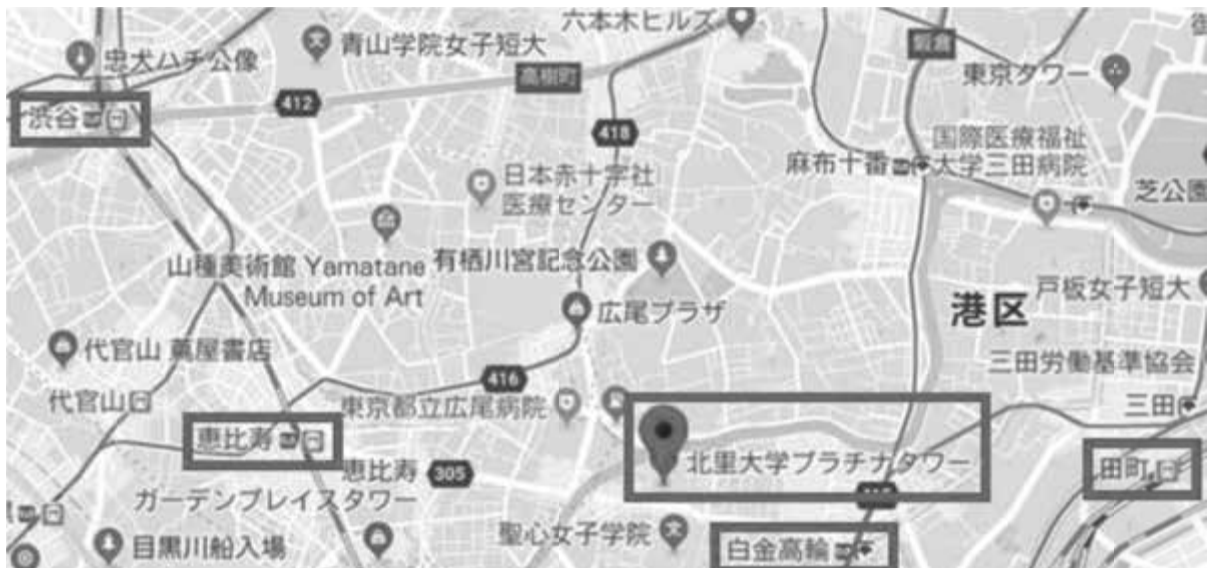 六本木ヒルズ
忠犬ハチ公像
青山学院女子短大
飯倉
高樹町
東京タワー
412
渋谷
418
国際医療福祉
大学三田病院
麻布十番
日本赤十字社
医療センター
芝公園
有栖川宮記念公園
山種美術館 Yamatane
Museum of Art
戸板女子短大
広尾プラザ
港区
代官山 蔦屋書店
三田労働基準協会
416
代官山
東京都立広尾病院
三田
恵比寿
北里大学プラチナタワー
田町
恵比寿
ガーデンプレイスタワー
305
聖心女子学院
目黒川船入場
白金高輪